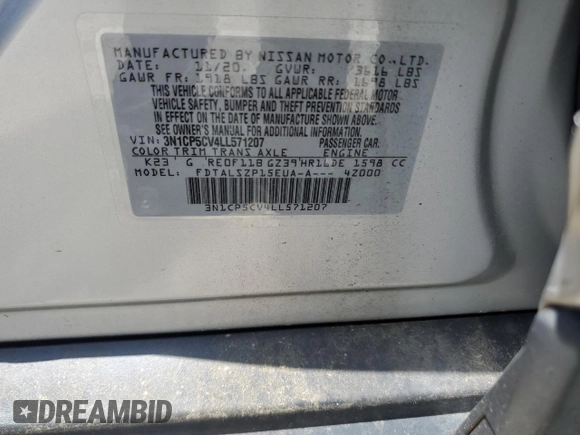 MANUFACTURED BY NISSAN MOTOR CO., LTD.
DATE: 11/20 GVWR: 3616 LBS
GAWR FR: 1918 LBS GAWR RR: 1698 LBS
THIS VEHICLE CONFORMS TO ALL APPLICABLE FEDERAL MOTOR
VEHICLE SAFETY, BUMPER AND THEFT PREVENTION STANDARDS
IN EFFECT ON THE DATE OF MANUFACTURE SHOWN ABOVE.
SEE OWNER'S MANUAL FOR ADDITIONAL INFORMATION.
VIN: 3N1CP5CV4LL571207 PASSENGER CAR
COLOR TRIM TRANS AXLE ENGINE
K23 G RE0F11B GZ39 HR16DE 1598 CC
MODEL: FDTALSZP15EUA-A--- 4Z000
3N1CP5CV4LL571207
DREAMBID